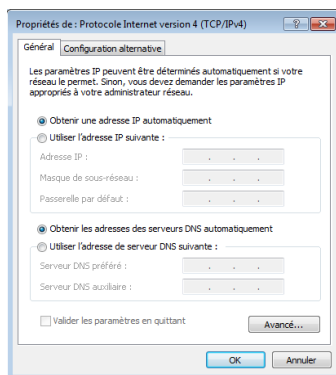 Propriétés de : Protocole Internet version 4 (TCP/IPv4)
Général
Configuration alternative
Les paramètres IP peuvent être déterminés automatiquement si votre
réseau le permet. Sinon, vous devez demander les paramètres IP
appropriés à votre administrateur réseau.
Obtenir une adresse IP automatiquement
Utiliser l'adresse IP suivante :
Adresse IP :
Masque de sous-réseau :
Passerelle par défaut :
Obtenir les adresses des serveurs DNS automatiquement
Utiliser l'adresse de serveur DNS suivante :
Serveur DNS préféré :
Serveur DNS auxiliaire :
Valider les paramètres en quittant
Avancé...
OK
Annuler